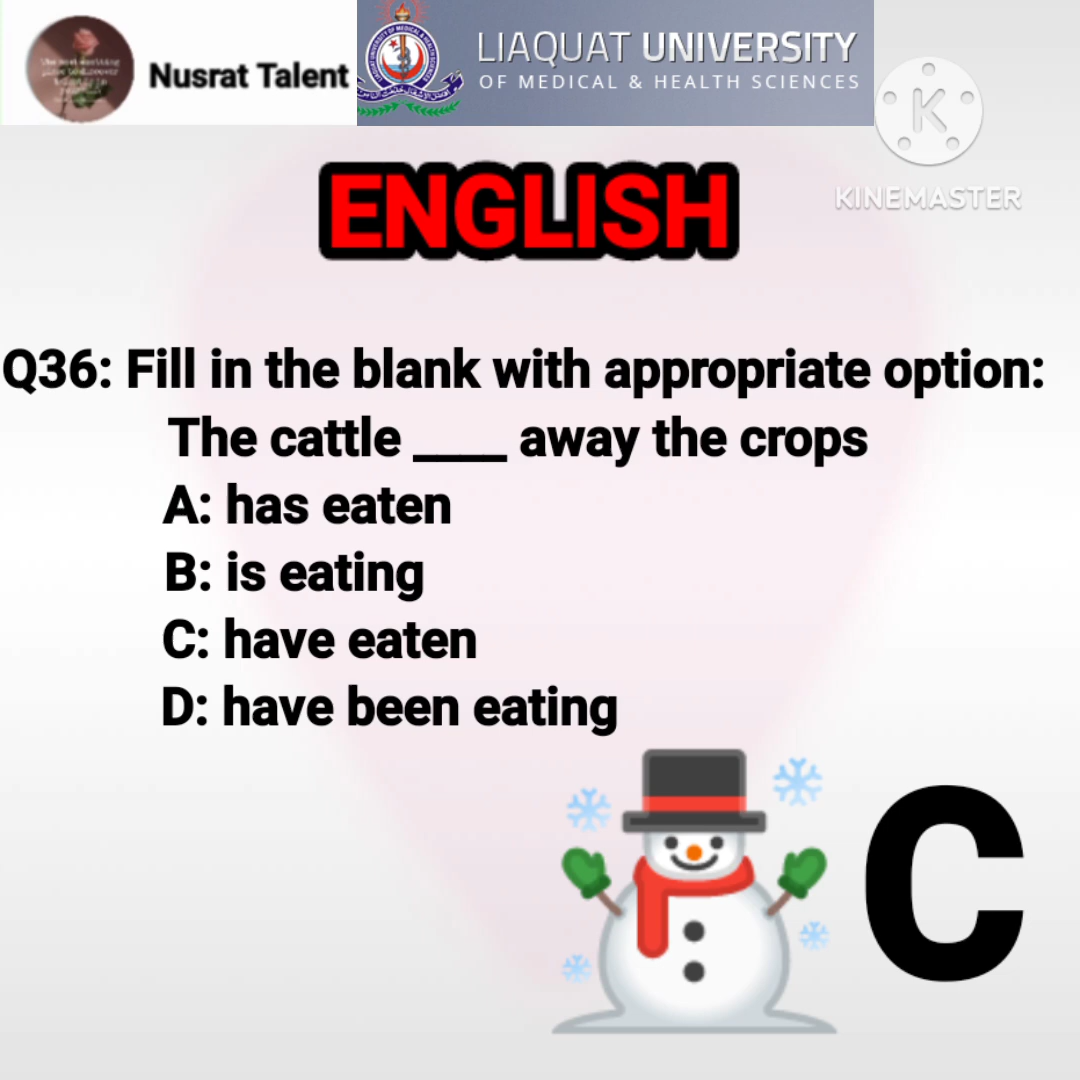 Nusrat Talent
LIAQUAT UNIVERSITY
OF MEDICAL & HEALTH SCIENCES
K
KINEMASTER
ENGLISH
Q36: Fill in the blank with appropriate option:
The cattle ____ away the crops
A: has eaten
B: is eating
C: have eaten
D: have been eating
C